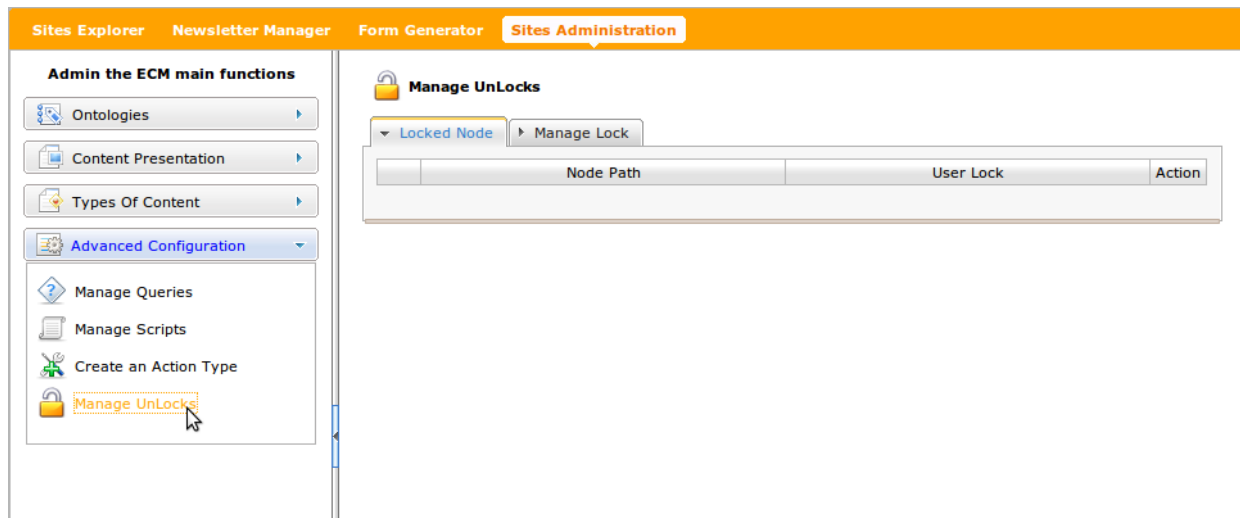 Sites Explorer Newsletter Manager Form Generator Sites Administration
Admin the ECM main functions
Ontologies
Content Presentation
Types Of Content
Advanced Configuration
Manage Queries
Manage Scripts
Create an Action Type
Manage UnLocks
Manage UnLocks
Locked Node Manage Lock
Node Path User Lock Action